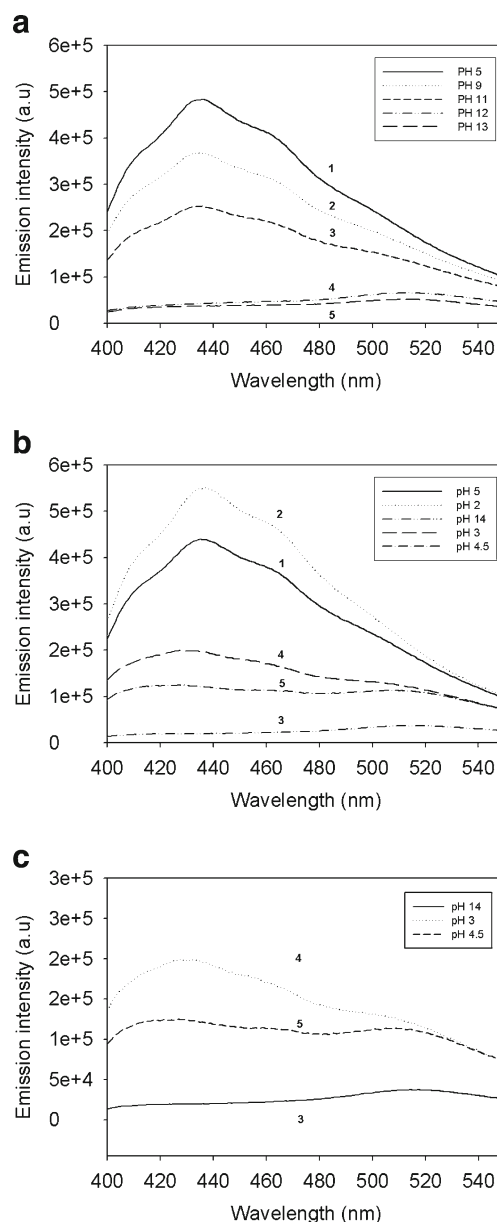 a
6e+5
5e+5
4e+5
3e+5
2e+5
1e+5
0
Emission intensity (a.u)
PH 5
PH 9
PH 11
PH 12
PH 13
1
2
3
4
5
400 420 440 460 480 500 520 540
Wavelength (nm)
b
6e+5
5e+5
4e+5
3e+5
2e+5
1e+5
0
Emission intensity (a.u)
pH 5
pH 2
pH 14
pH 3
pH 4.5
2
1
4
5
3
400 420 440 460 480 500 520 540
Wavelength (nm)
c
3e+5
3e+5
2e+5
2e+5
1e+5
5e+4
0
Emission intensity (a.u)
pH 14
pH 3
pH 4.5
4
5
3
400 420 440 460 480 500 520 540
Wavelength (nm)